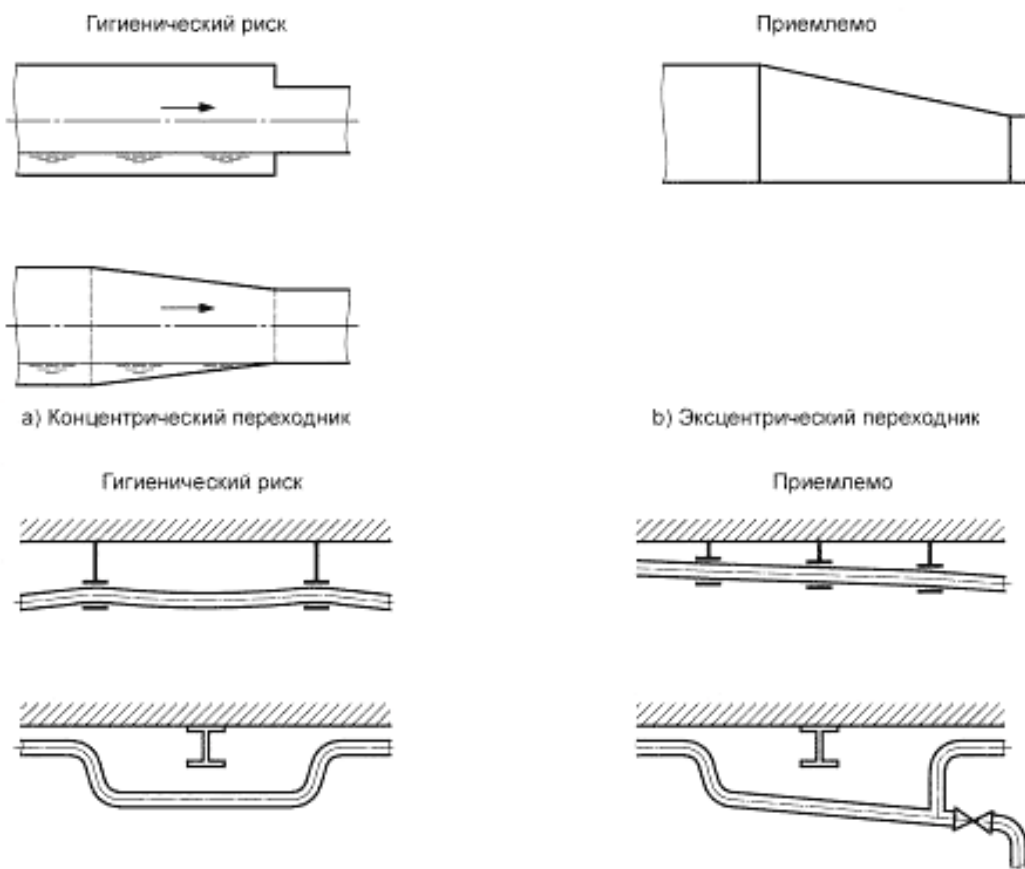 Гигиенический риск
Приемлемо
а) Концентрический переходник
b) Эксцентрический переходник
Гигиенический риск
Приемлемо